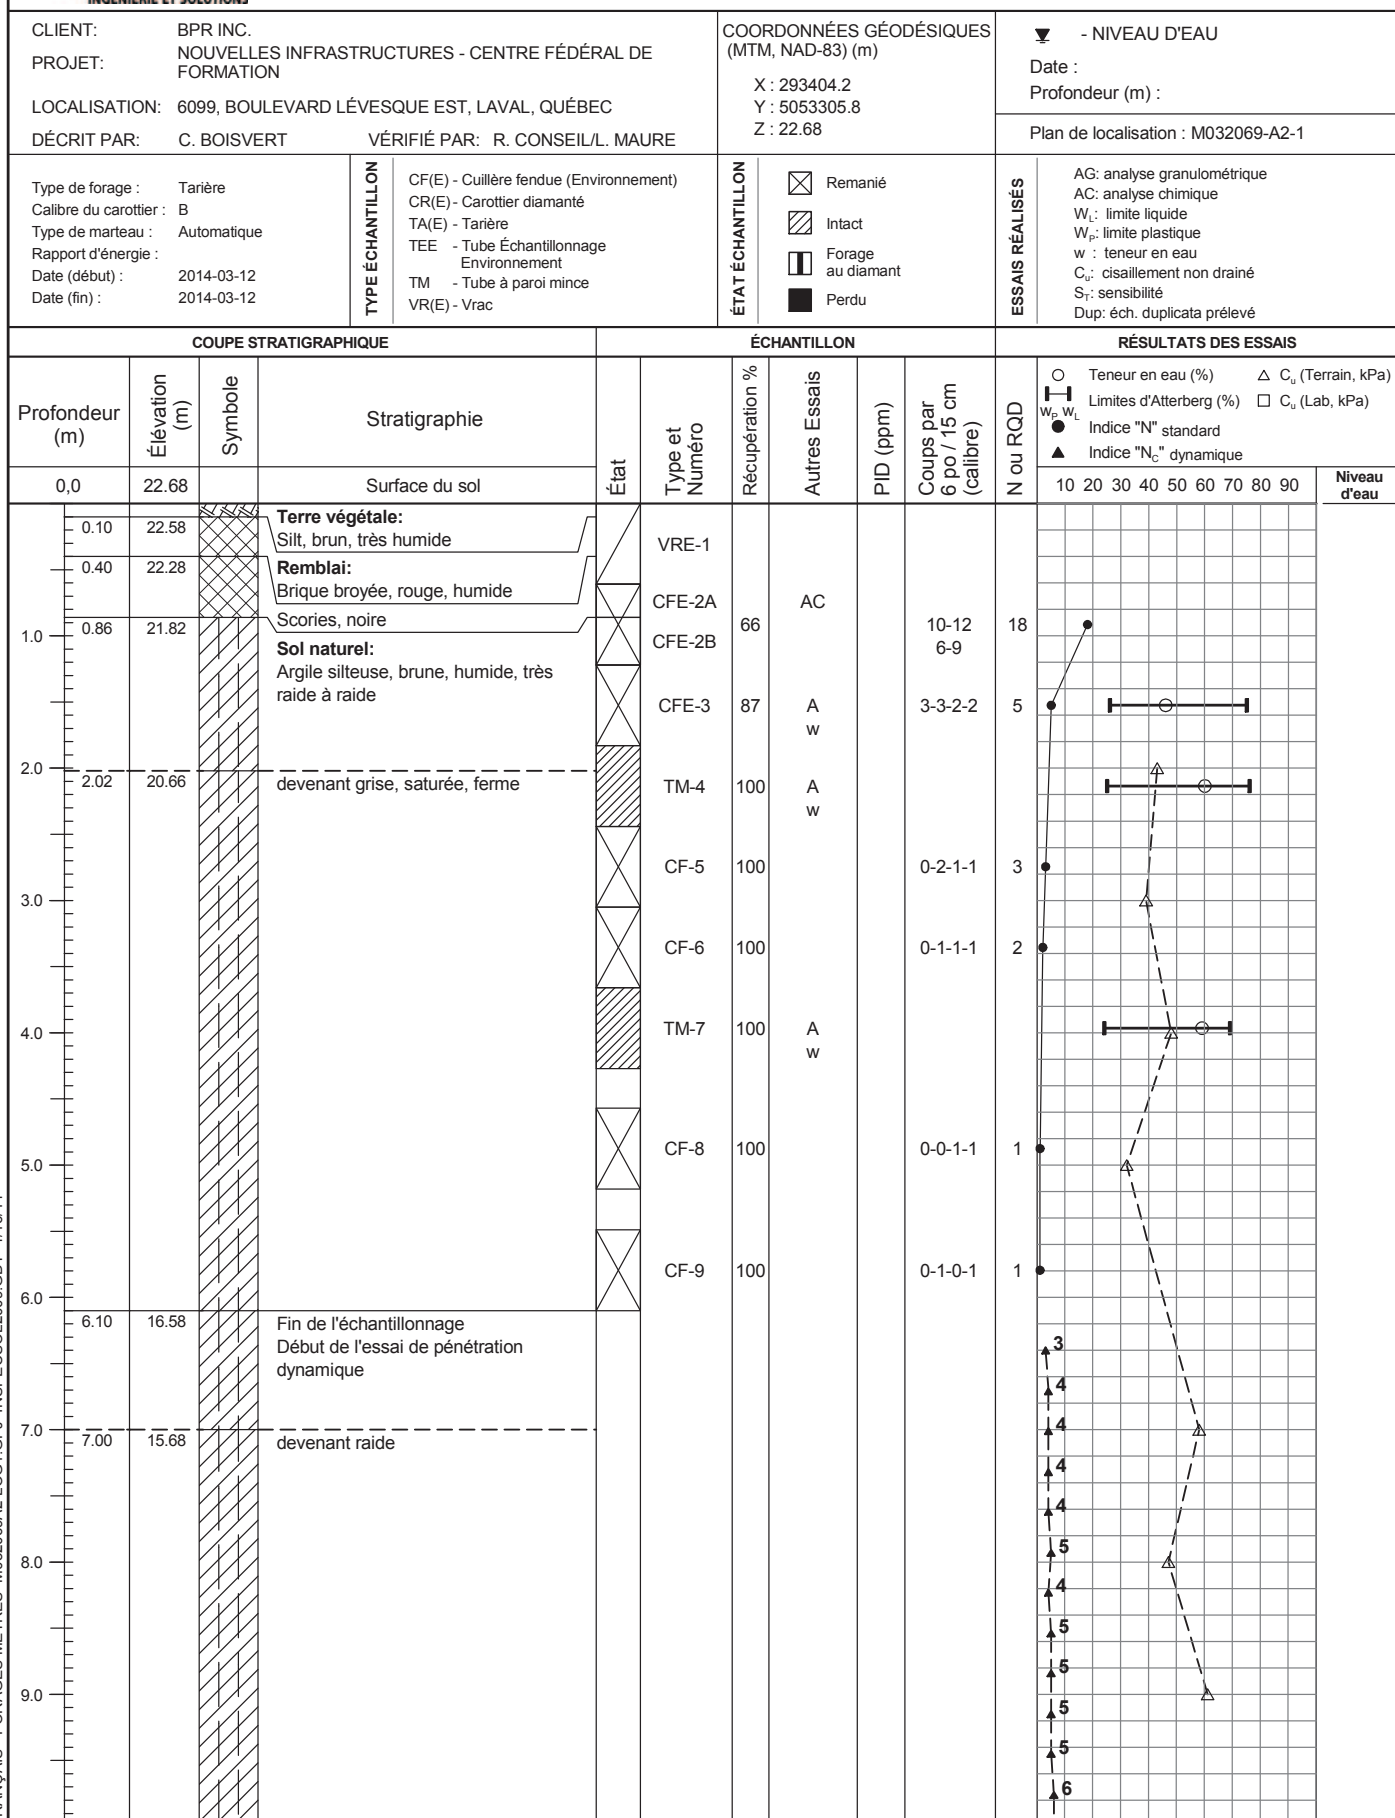 INGÉNIERIE ET SOLUTIONS
CLIENT: BPR INC.
PROJET: NOUVELLES INFRASTRUCTURES - CENTRE FÉDÉRAL DE
FORMATION
LOCALISATION: 6099, BOULEVARD LÉVESQUE EST, LAVAL, QUÉBEC
DÉCRIT PAR: C. BOISVERT VÉRIFIÉ PAR: R. CONSEIL/L. MAURE
COORDONNÉES GÉODÉSIQUES
(MTM, NAD-83) (m)
X : 293404.2
Y : 5053305.8
Z : 22.68
- NIVEAU D'EAU
Date :
Profondeur (m) :
Plan de localisation : M032069-A2-1
Type de forage : Tarière
Calibre du carottier : B
Type de marteau : Automatique
Rapport d'énergie :
Date (début) : 2014-03-12
Date (fin) : 2014-03-12
TYPE ÉCHANTILLON
CF(E) - Cuillère fendue (Environnement)
CR(E) - Carottier diamanté
TA(E) - Tarière
TEE - Tube Échantillonnage
Environnement
TM - Tube à paroi mince
VR(E) - Vrac
ÉTAT ÉCHANTILLON
Remanié
Intact
Forage
au diamant
Perdu
ESSAIS RÉALISÉS
AG: analyse granulométrique
AC: analyse chimique
WL: limite liquide
WP: limite plastique
w : teneur en eau
Cu: cisaillement non drainé
ST: sensibilité
Dup: éch. duplicata prélevé
COUPE STRATIGRAPHIQUE
ÉCHANTILLON
RÉSULTATS DES ESSAIS
Profondeur
(m)
Élévation
(m)
Symbole
Stratigraphie
État
Type et
Numéro
Récupération %
Autres Essais
PID (ppm)
Coups par
6 po / 15 cm
(calibre)
N ou RQD
Teneur en eau (%) Cu (Terrain, kPa)
WP WL Limites d'Atterberg (%) Cu (Lab, kPa)
Indice "N" standard
Indice "NC" dynamique
10 20 30 40 50 60 70 80 90
Niveau
d'eau
0,0 22.68 Surface du sol
Terre végétale:
0.10 22.58 Silt, brun, très humide
VRE-1
0.40 22.28 Remblai:
Brique broyée, rouge, humide
CFE-2A AC
Scories, noire
0.86 21.82
66 10-12 18
1.0
CFE-2B 6-9
Sol naturel:
Argile silteuse, brune, humide, très
raide à raide
CFE-3 87 A 3-3-2-2 5
w
2.0
2.02 20.66 devenant grise, saturée, ferme
TM-4 100 A
w
CF-5 100 0-2-1-1 3
3.0
CF-6 100 0-1-1-1 2
4.0 TM-7 100 A
w
CF-8 100 0-0-1-1 1
5.0
CF-9 100 0-1-0-1 1
6.0
6.10 16.58 Fin de l'échantillonnage
Début de l'essai de pénétration
dynamique
3
4
7.0 4
7.00 15.68 devenant raide
4
4
5
8.0
4
5
5
9.0
5
5
6